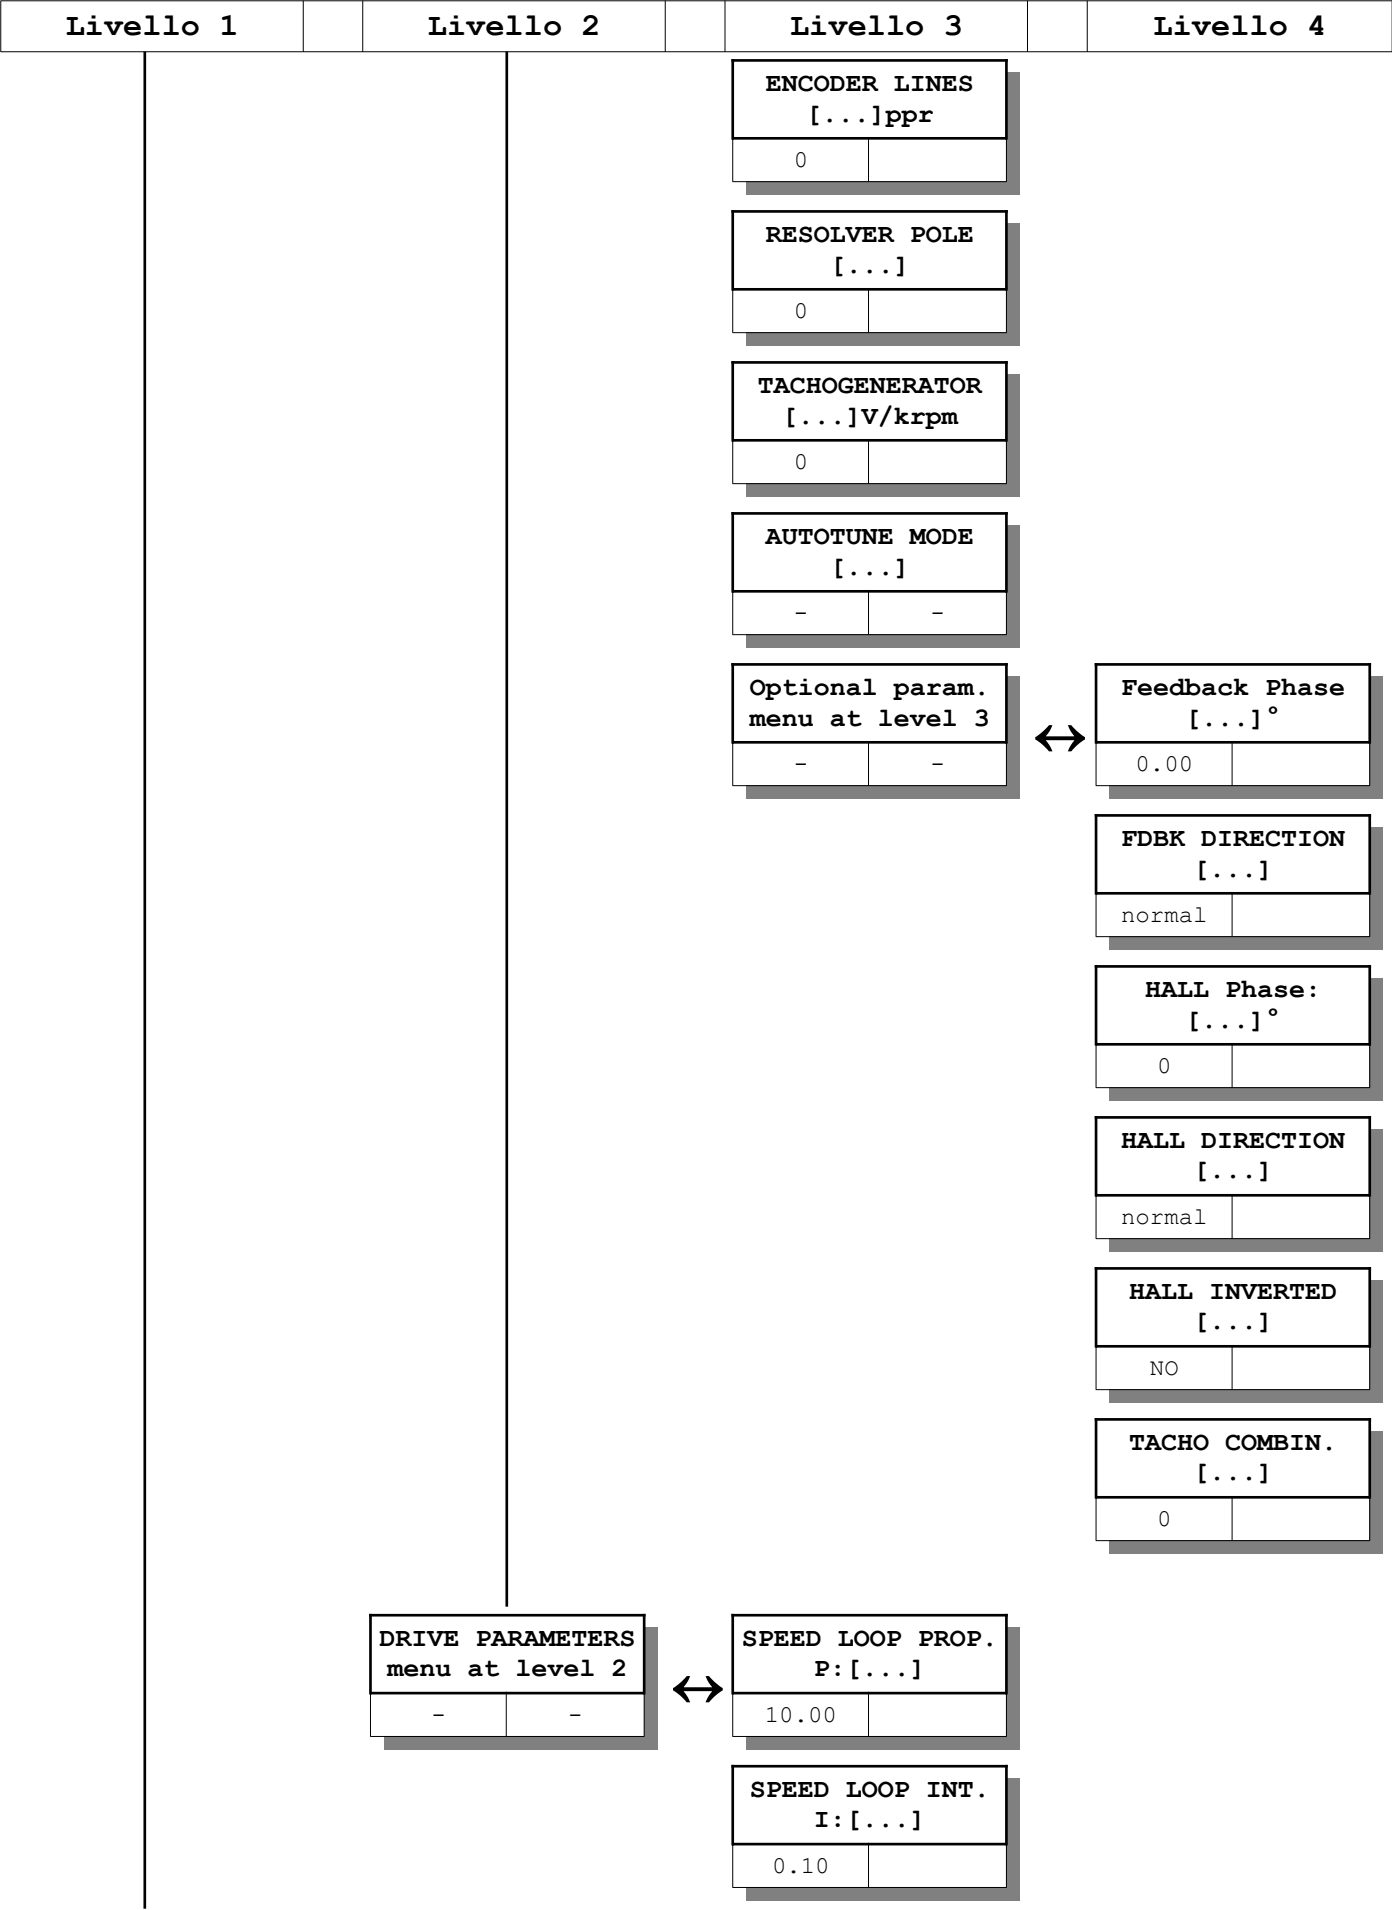 Livello 1
Livello 2
Livello 3
Livello 4
ENCODER LINES
[...]ppr
0
RESOLVER POLE
[...]
0
TACHOGENERATOR
[...]V/krpm
0
AUTOTUNE MODE
[...]
- -
Optional param.
menu at level 3
- -
Feedback Phase
[...]°
0.00
FDBK DIRECTION
[...]
normal
HALL Phase:
[...]°
0
HALL DIRECTION
[...]
normal
HALL INVERTED
[...]
NO
TACHO COMBIN.
[...]
0
DRIVE PARAMETERS
menu at level 2
- -
SPEED LOOP PROP.
P:[...]
10.00
SPEED LOOP INT.
I:[...]
0.10